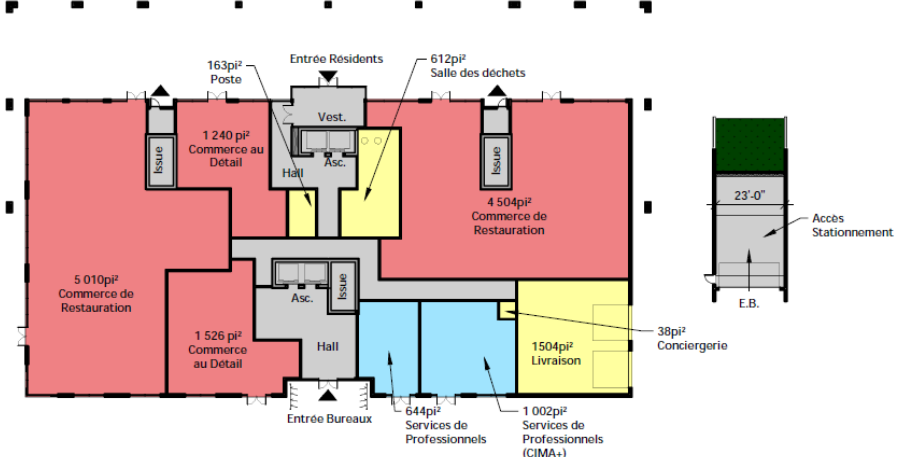 Entrée Résidents
163pi²
Poste
612pi²
Salle des déchets
Vest.
1 240 pi²
Commerce au
Détail
Issue
Asc.
Hall
Issue
4 504pi²
Commerce de
Restauration
23'-0"
Accès
Stationnement
E.B.
5 010pi²
Commerce de
Restauration
Asc.
Issue
1 526 pi²
Commerce
au Détail
Hall
1504pi²
Livraison
38pi²
Conciergerie
Entrée Bureaux
644pi²
Services de
Professionnels
1 002pi²
Services de
Professionnels
(CIMA+)